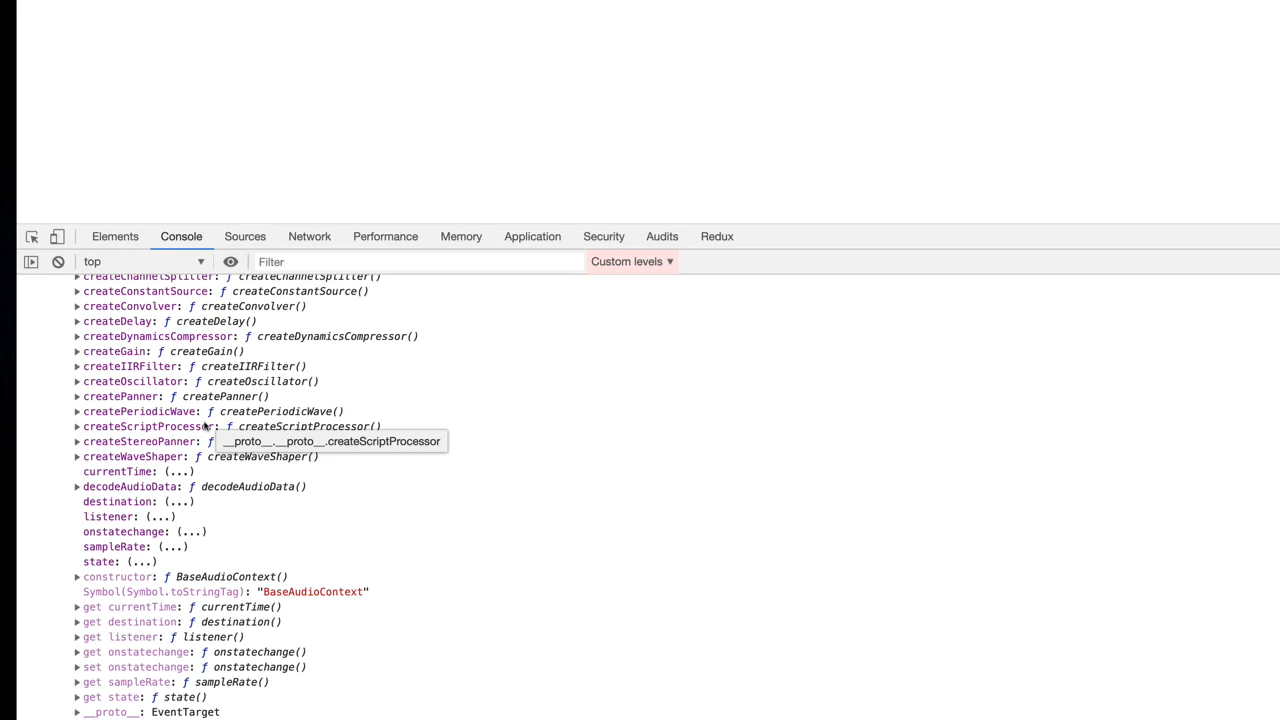 Elements Console Sources Network Performance Memory Application Security Audits Redux
top ▼ Filter Custom levels ▼
createChannelSplitter: ƒ createChannelSplitter()
createConstantSource: ƒ createConstantSource()
createConvolver: ƒ createConvolver()
createDelay: ƒ createDelay()
createDynamicsCompressor: ƒ createDynamicsCompressor()
createGain: ƒ createGain()
createIIRFilter: ƒ createIIRFilter()
createOscillator: ƒ createOscillator()
createPanner: ƒ createPanner()
createPeriodicWave: ƒ createPeriodicWave()
createScriptProcessor: ƒ createScriptProcessor()
createStereoPanner: ƒ
__proto__.__proto__.createScriptProcessor
createWaveShaper: ƒ createWaveShaper()
currentTime: (...)
decodeAudioData: ƒ decodeAudioData()
destination: (...)
listener: (...)
onstatechange: (...)
sampleRate: (...)
state: (...)
constructor: ƒ BaseAudioContext()
Symbol(Symbol.toStringTag): "BaseAudioContext"
get currentTime: ƒ currentTime()
get destination: ƒ destination()
get listener: ƒ listener()
get onstatechange: ƒ onstatechange()
set onstatechange: ƒ onstatechange()
get sampleRate: ƒ sampleRate()
get state: ƒ state()
__proto__: EventTarget